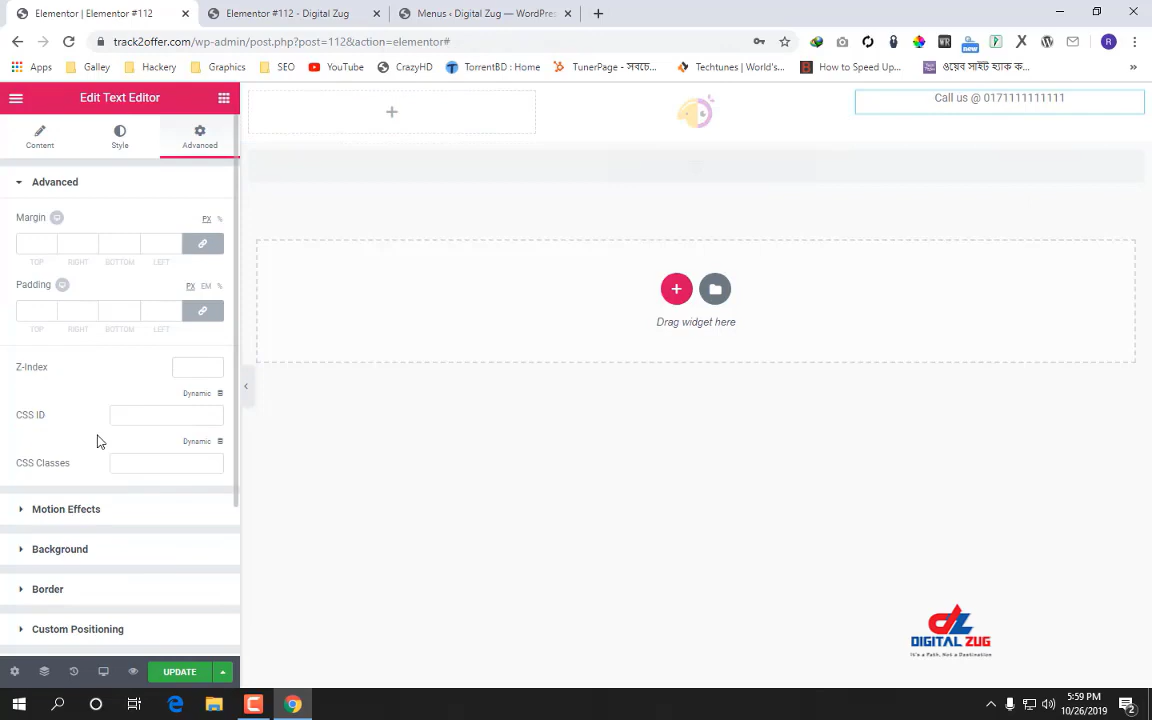 Elementor | Elementor #112
Elementor #112 - Digital Zug
Menus ‹ Digital Zug — WordPres
track2offer.com/wp-admin/post.php?post=112&action=elementor#
Apps Galley Hackery Graphics SEO YouTube CrazyHD TorrentBD : Home TunerPage - সবচে... Techtunes | World's... How to Speed Up... ওয়েব সাইট হ্যাক ক...
Edit Text Editor
Content Style Advanced
Advanced
Margin PX %
TOP RIGHT BOTTOM LEFT
Padding PX EM %
TOP RIGHT BOTTOM LEFT
Z-Index
Dynamic
CSS ID
Dynamic
CSS Classes
Motion Effects
Background
Border
Custom Positioning
UPDATE
Call us @ 0171111111111
Drag widget here
DIGITAL ZUG
It's a Path, Not a Destination
5:59 PM
10/26/2019